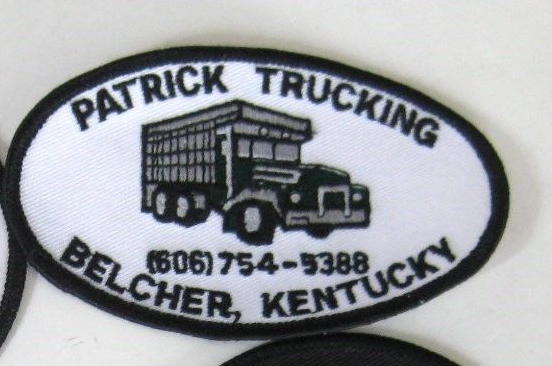 PATRICK TRUCKING
(606) 754-5388
BELCHER, KENTUCKY